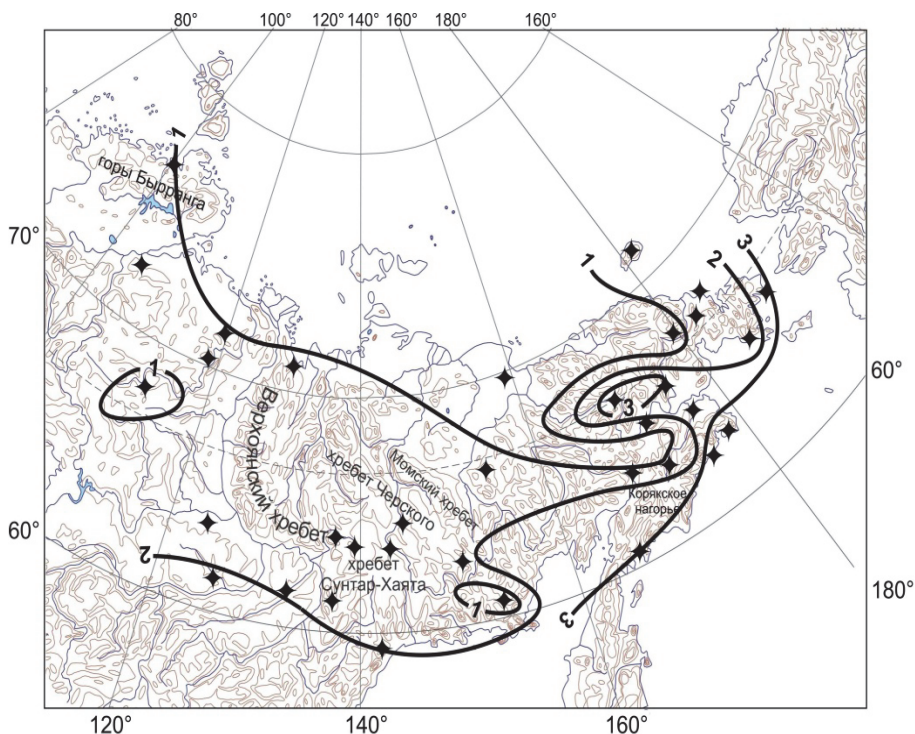 80° 100° 120° 140° 160° 180° 160°
1
горы Бырранга
70°
1
Верхоянский хребет
хребет Черского
Момский хребет
хребет
Сунтар-Хаята
1
1
2
3
3
60°
Корякское
нагорье
60°
2
3
180°
120° 140° 160°